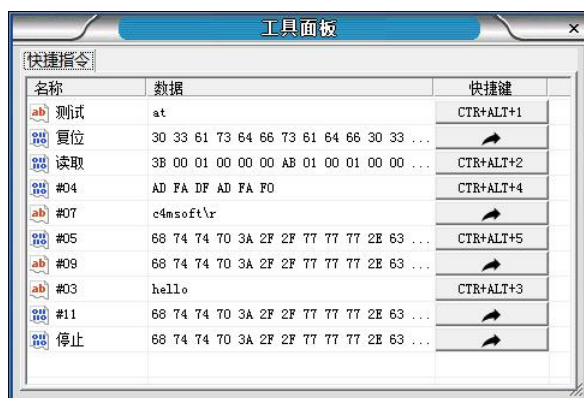 工具面板
快捷指令
名称 数据 快捷键
测试 at CTR+ALT+1
复位 30 33 61 73 64 66 73 61 64 66 30 33 ...
读取 3B 00 01 00 00 00 AB 01 00 01 00 00 ... CTR+ALT+2
#04 AD FA DF AD FA F0 CTR+ALT+4
#07 c4msoft\r
#05 68 74 74 70 3A 2F 2F 77 77 77 2E 63 ... CTR+ALT+5
#09 68 74 74 70 3A 2F 2F 77 77 77 2E 63 ...
#03 hello CTR+ALT+3
#11 68 74 74 70 3A 2F 2F 77 77 77 2E 63 ...
停止 68 74 74 70 3A 2F 2F 77 77 77 2E 63 ...